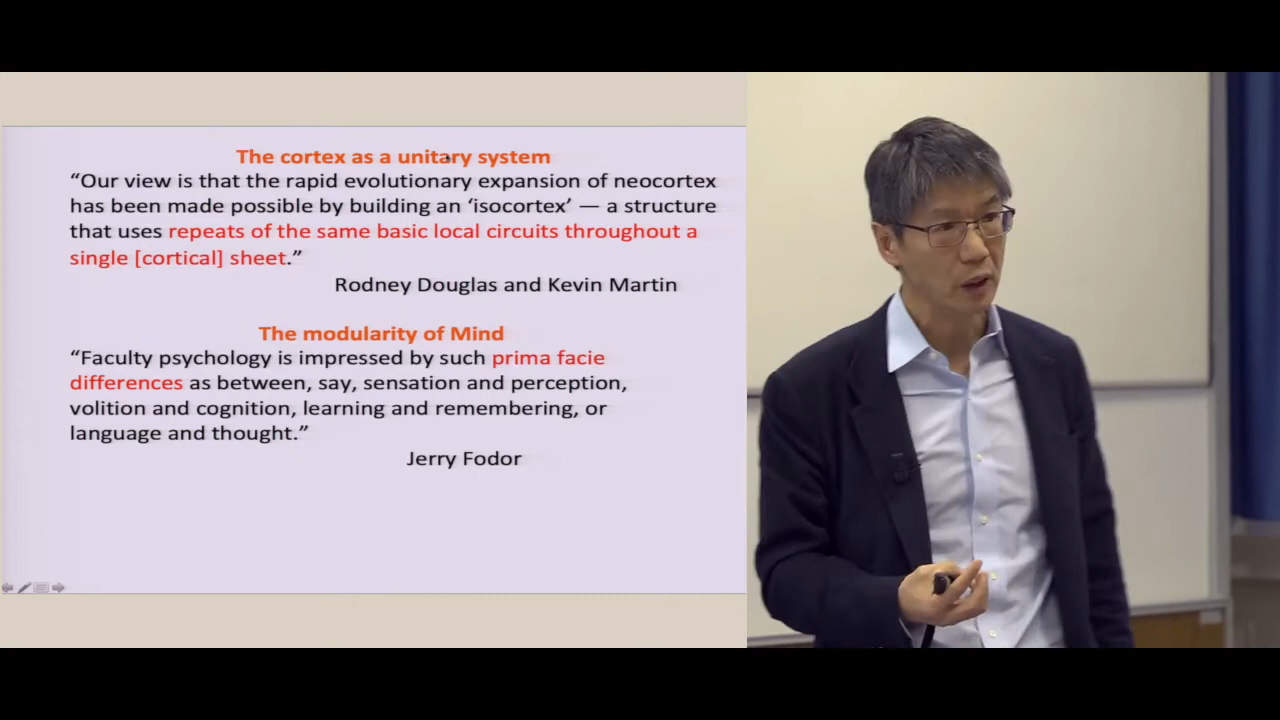 The cortex as a unitary system
“Our view is that the rapid evolutionary expansion of neocortex
has been made possible by building an ‘isocortex’ — a structure
that uses repeats of the same basic local circuits throughout a
single [cortical] sheet.”
Rodney Douglas and Kevin Martin
The modularity of Mind
“Faculty psychology is impressed by such prima facie
differences as between, say, sensation and perception,
volition and cognition, learning and remembering, or
language and thought.”
Jerry Fodor